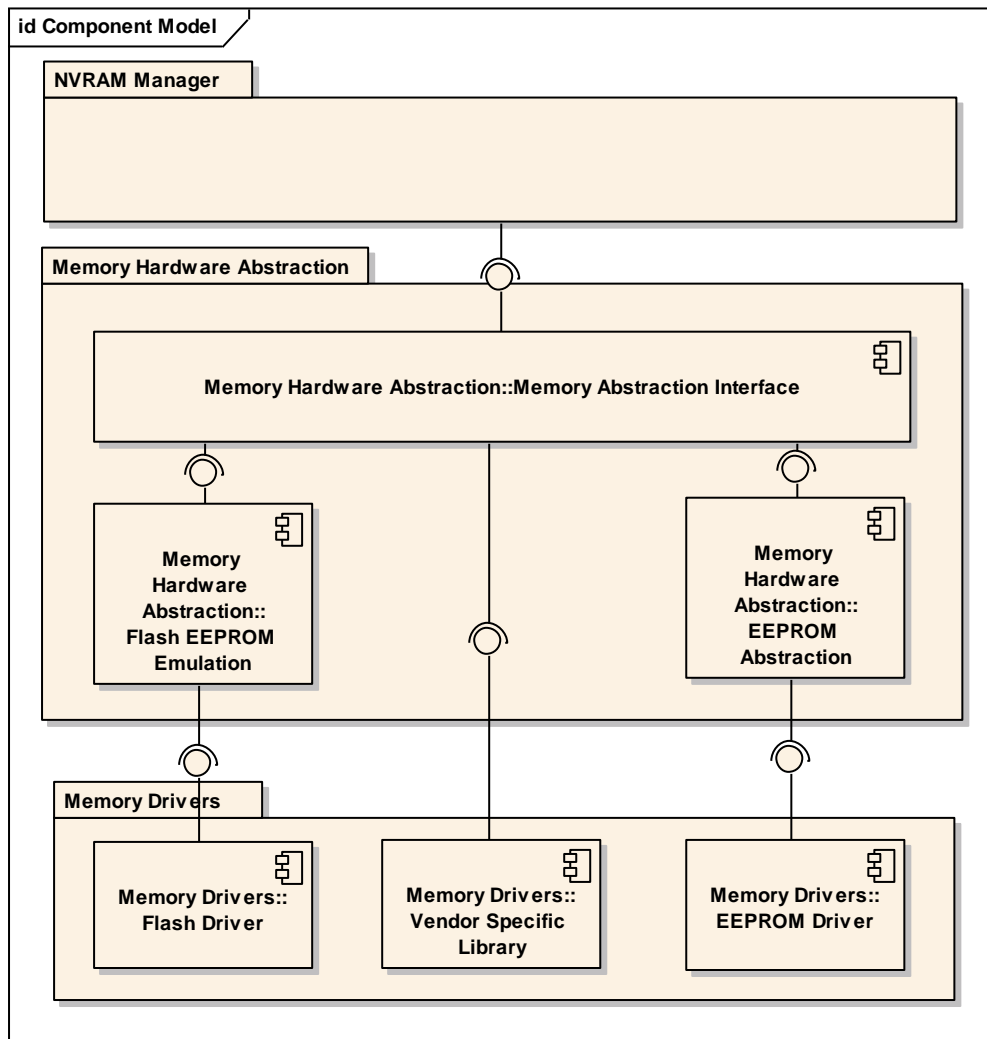 id Component Model
NVRAM Manager
Memory Hardware Abstraction
Memory Hardware Abstraction::Memory Abstraction Interface
Memory
Hardware
Abstraction::
Flash EEPROM
Emulation
Memory
Hardware
Abstraction::
EEPROM
Abstraction
Memory Drivers
Memory Drivers::
Flash Driver
Memory Drivers::
Vendor Specific
Library
Memory Drivers::
EEPROM Driver